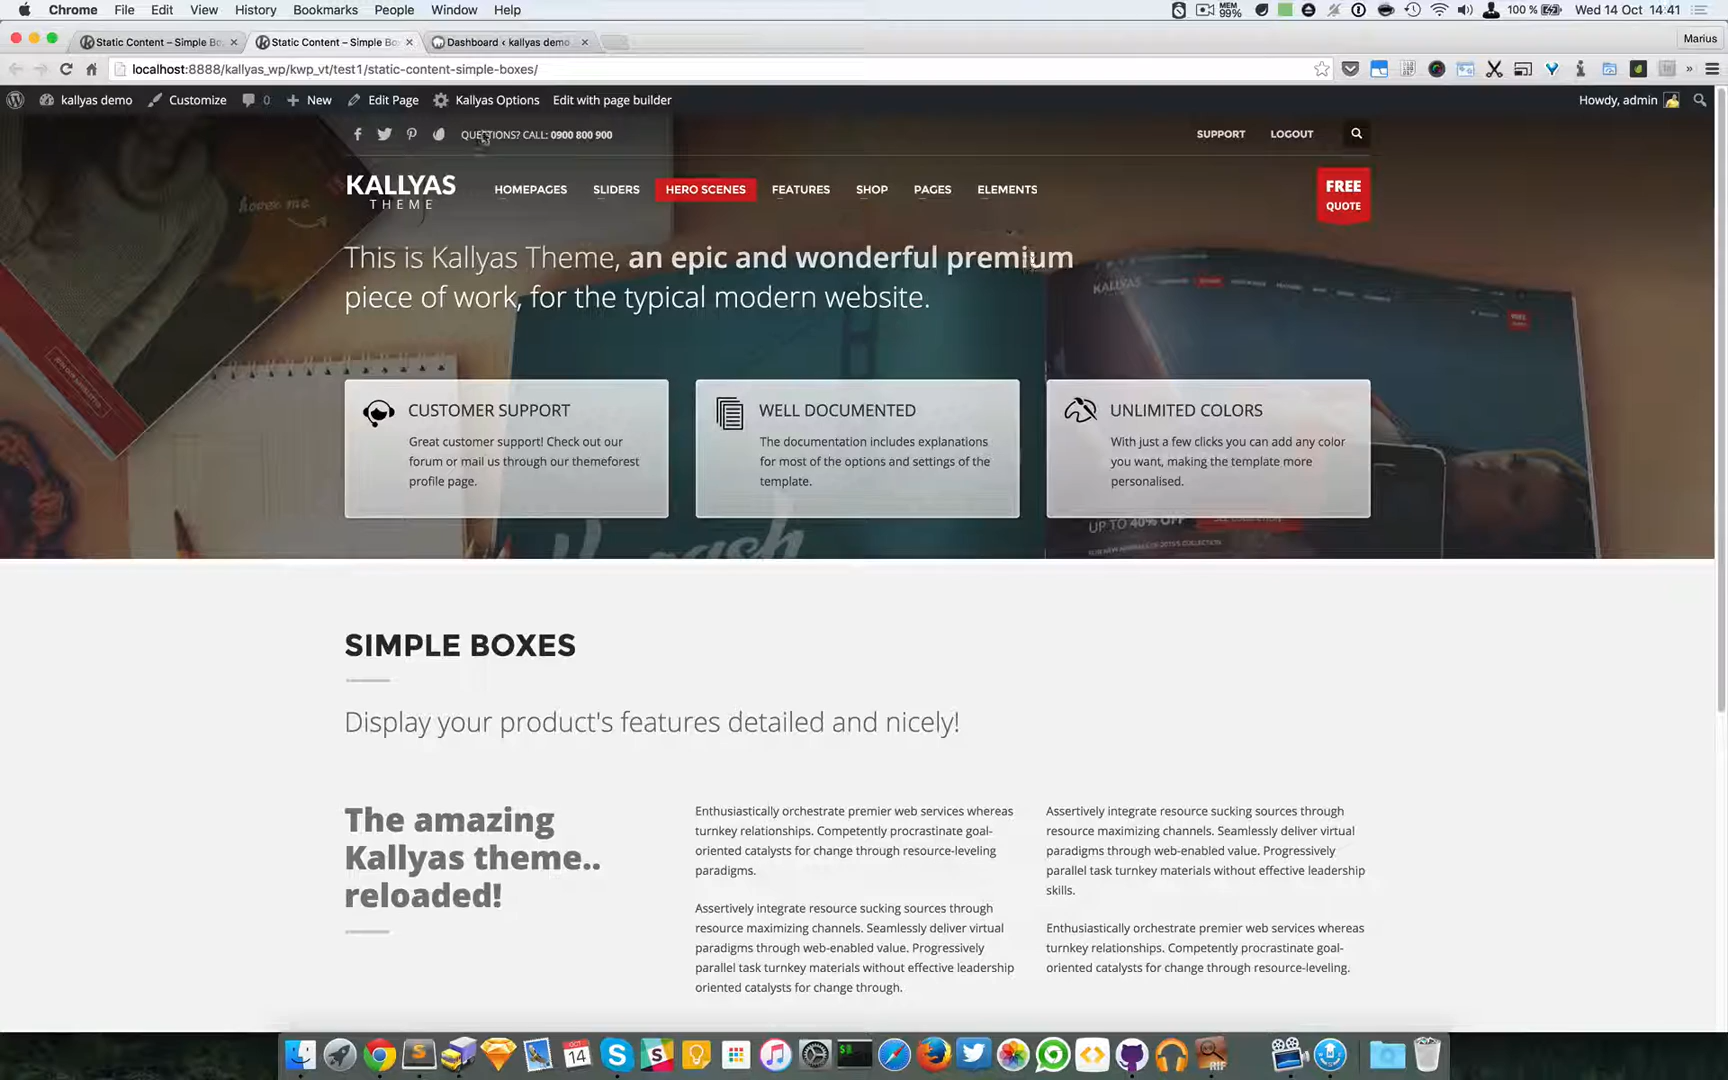 Chrome File Edit View History Bookmarks People Window Help
MEM 99% 100 % Wed 14 Oct 14:41
Static Content – Simple Bo
Static Content – Simple Bo
Dashboard ‹ kallyas demo
Marius
localhost:8888/kallyas_wp/kwp_vt/test1/static-content-simple-boxes/
kallyas demo Customize 0 New Edit Page Kallyas Options Edit with page builder Howdy, admin
QUESTIONS? CALL: 0900 800 900 SUPPORT LOGOUT
KALLYAS
THEME
HOMEPAGES SLIDERS HERO SCENES FEATURES SHOP PAGES ELEMENTS
FREE
QUOTE
hover me
This is Kallyas Theme, an epic and wonderful premium
piece of work, for the typical modern website.
KALLYAS
CUSTOMER SUPPORT
Great customer support! Check out our
forum or mail us through our themeforest
profile page.
WELL DOCUMENTED
The documentation includes explanations
for most of the options and settings of the
template.
UNLIMITED COLORS
With just a few clicks you can add any color
you want, making the template more
personalised.
UP TO 40% OFF
SIMPLE BOXES
Display your product's features detailed and nicely!
The amazing
Kallyas theme..
reloaded!
Enthusiastically orchestrate premier web services whereas
turnkey relationships. Competently procrastinate goal-
oriented catalysts for change through resource-leveling
paradigms.
Assertively integrate resource sucking sources through
resource maximizing channels. Seamlessly deliver virtual
paradigms through web-enabled value. Progressively
parallel task turnkey materials without effective leadership
oriented catalysts for change through.
Assertively integrate resource sucking sources through
resource maximizing channels. Seamlessly deliver virtual
paradigms through web-enabled value. Progressively
parallel task turnkey materials without effective leadership
skills.
Enthusiastically orchestrate premier web services whereas
turnkey relationships. Competently procrastinate goal-
oriented catalysts for change through resource-leveling.
OCT
14